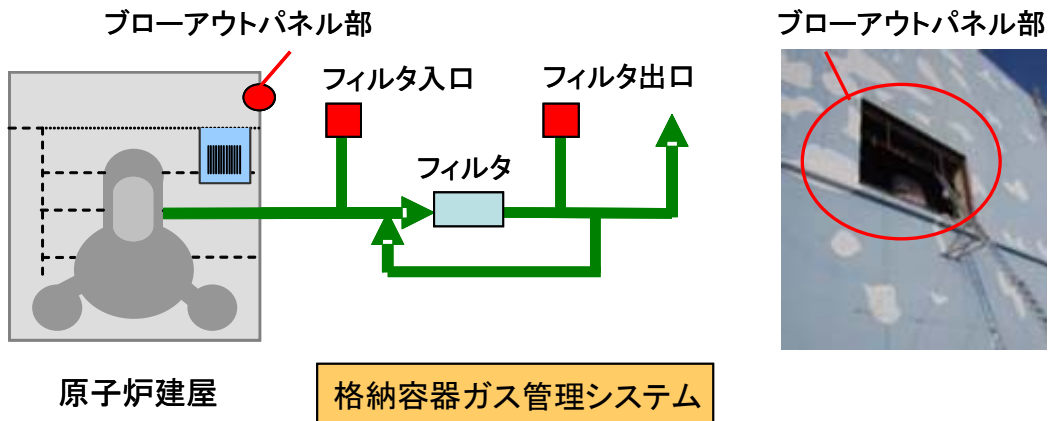 ブローアウトパネル部
ブローアウトパネル部
フィルタ入口
フィルタ出口
フィルタ
原子炉建屋
格納容器ガス管理システム